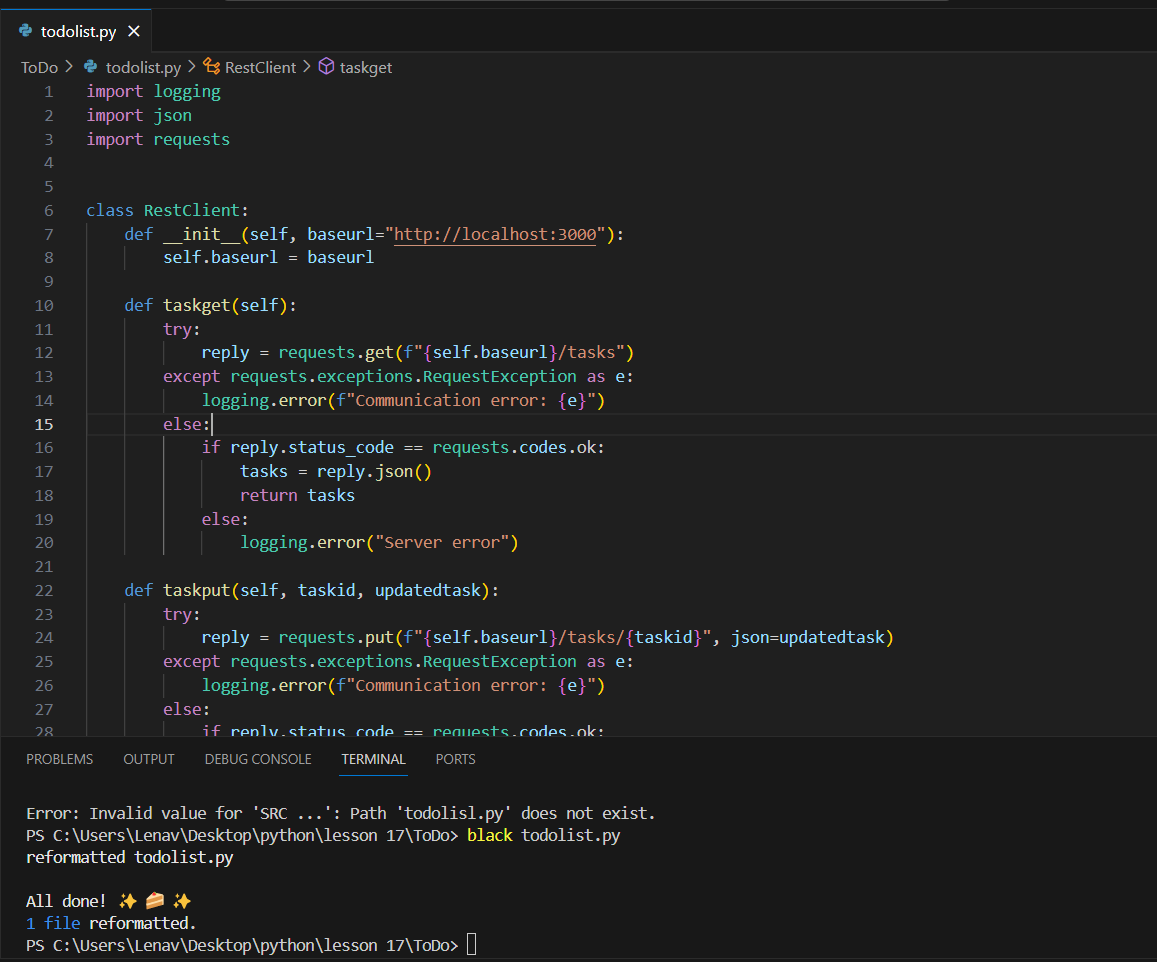 todolist.py
ToDo > todolist.py > RestClient > taskget
1 import logging
2 import json
3 import requests
4
5
6 class RestClient:
7     def __init__(self, baseurl="http://localhost:3000"):
8         self.baseurl = baseurl
9
10     def taskget(self):
11         try:
12             reply = requests.get(f"{self.baseurl}/tasks")
13         except requests.exceptions.RequestException as e:
14             logging.error(f"Communication error: {e}")
15         else:
16             if reply.status_code == requests.codes.ok:
17                 tasks = reply.json()
18                 return tasks
19             else:
20                 logging.error("Server error")
21
22     def taskput(self, taskid, updatedtask):
23         try:
24             reply = requests.put(f"{self.baseurl}/tasks/{taskid}", json=updatedtask)
25         except requests.exceptions.RequestException as e:
26             logging.error(f"Communication error: {e}")
27         else:
28             if reply.status_code == requests.codes.ok:
PROBLEMS OUTPUT DEBUG CONSOLE TERMINAL PORTS
Error: Invalid value for 'SRC ...': Path 'todolisl.py' does not exist.
PS C:\Users\Lenav\Desktop\python\lesson 17\ToDo> black todolist.py
reformatted todolist.py
All done! ✨ 🍰 ✨
1 file reformatted.
PS C:\Users\Lenav\Desktop\python\lesson 17\ToDo>